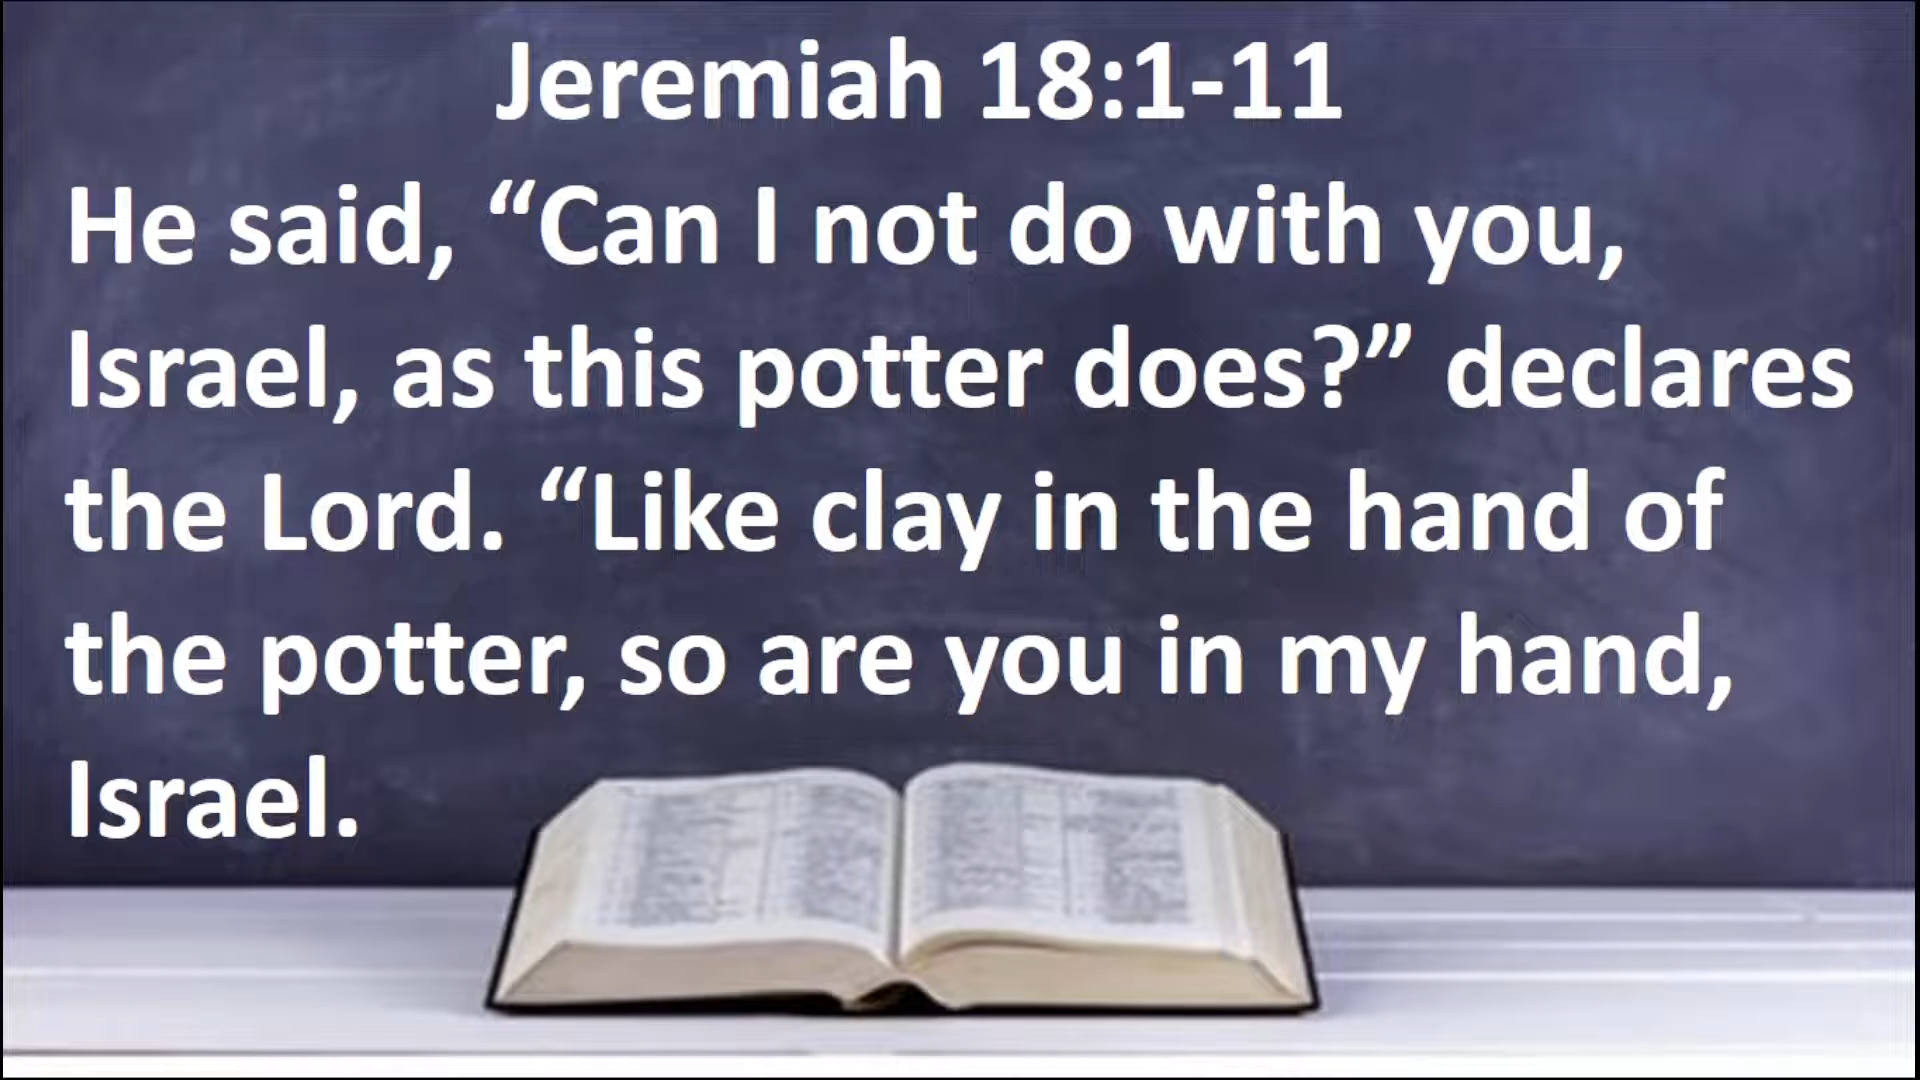 Jeremiah 18:1-11
He said, “Can I not do with you,
Israel, as this potter does?” declares
the Lord. “Like clay in the hand of
the potter, so are you in my hand,
Israel.